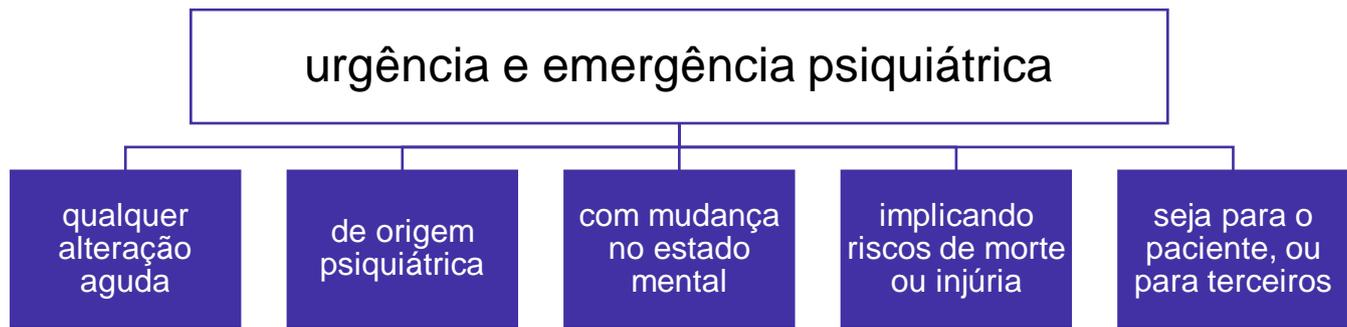 urgência e emergência psiquiátrica
qualquer
alteração
aguda
de origem
psiquiátrica
com mudança
no estado
mental
implicando
riscos de morte
ou injúria
seja para o
paciente, ou
para terceiros